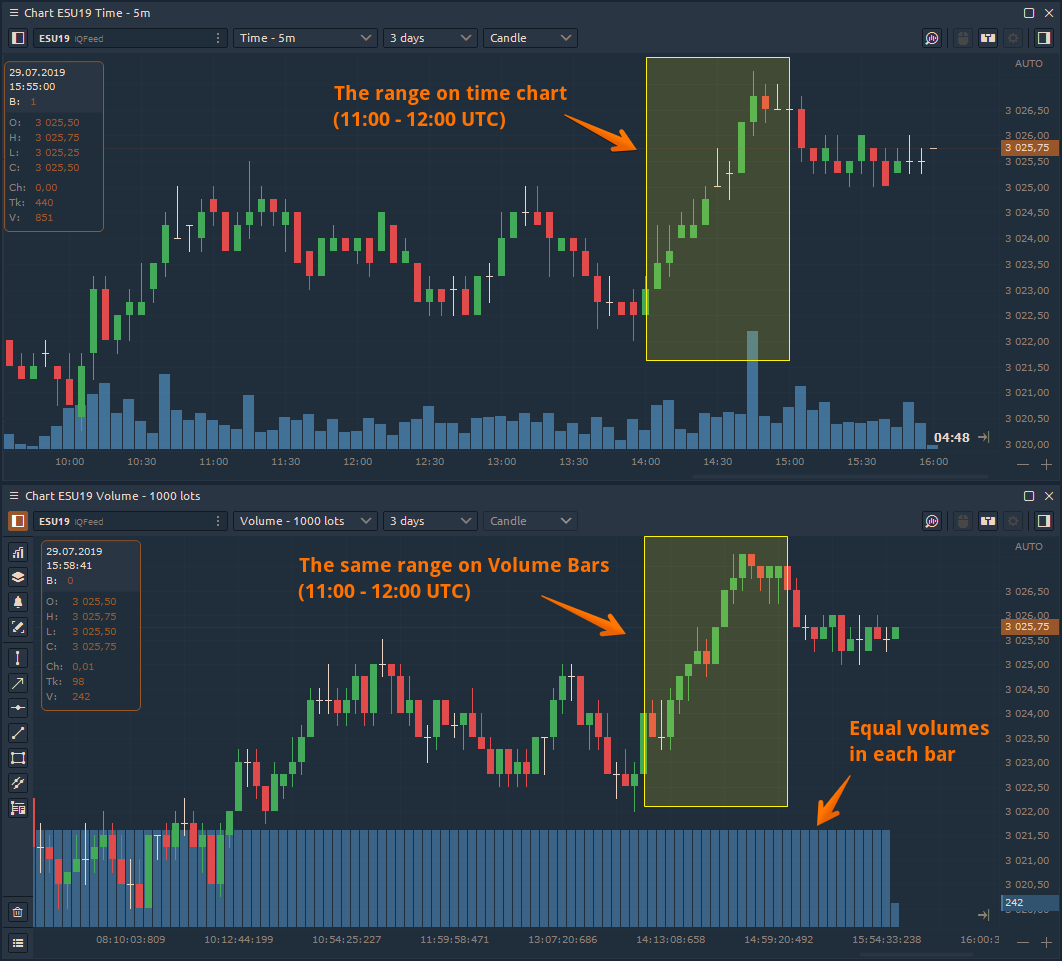 Chart ESU19 Time - 5m
ESU19 IQFeed
Time - 5m
3 days
Candle
29.07.2019
15:55:00
B: 1
O: 3 025,50
H: 3 025,75
L: 3 025,25
C: 3 025,50
Ch: 0,00
Tk: 440
V: 851
The range on time chart
(11:00 - 12:00 UTC)
AUTO
3 026,50
3 026,00
3 025,75
3 025,50
3 025,00
3 024,50
3 024,00
3 023,50
3 023,00
3 022,50
3 022,00
3 021,50
3 021,00
3 020,50
3 020,00
04:48
10:00 10:30 11:00 11:30 12:00 12:30 13:00 13:30 14:00 14:30 15:00 15:30 16:00
Chart ESU19 Volume - 1000 lots
ESU19 IQFeed
Volume - 1000 lots
3 days
Candle
29.07.2019
15:58:41
B: 0
O: 3 025,50
H: 3 025,75
L: 3 025,50
C: 3 025,75
Ch: 0,01
Tk: 98
V: 242
The same range on Volume Bars
(11:00 - 12:00 UTC)
Equal volumes
in each bar
AUTO
3 026,50
3 026,00
3 025,75
3 025,50
3 025,00
3 024,50
3 024,00
3 023,50
3 023,00
3 022,50
3 022,00
3 021,50
3 021,00
3 020,50
242
08:10:03:809 10:12:44:199 10:54:25:227 11:59:58:471 13:07:20:686 14:13:08:658 14:59:20:492 15:54:33:238 16:00:3